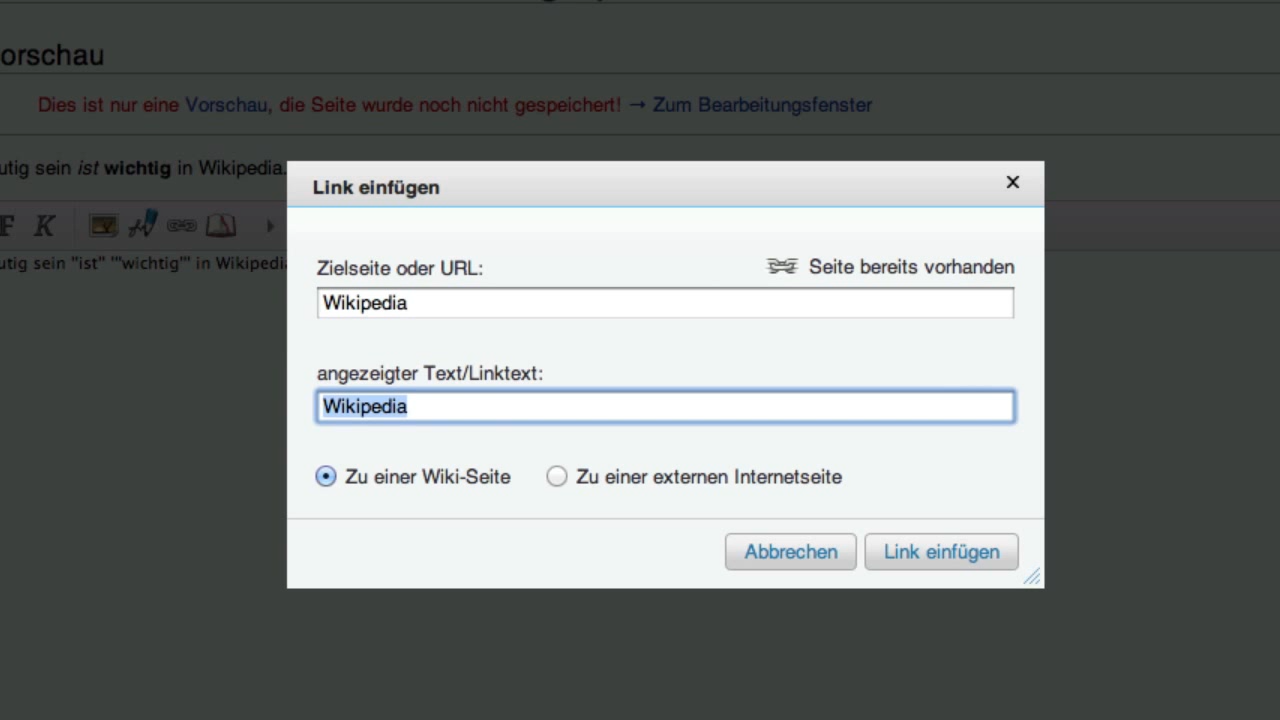 orschau
Dies ist nur eine Vorschau, die Seite wurde noch nicht gespeichert! → Zum Bearbeitungsfenster
utig sein ist wichtig in Wikipedia.
Link einfügen
F K
utig sein ''ist'' '''wichtig''' in Wikipedia
Zielseite oder URL:
Seite bereits vorhanden
Wikipedia
angezeigter Text/Linktext:
Wikipedia
Zu einer Wiki-Seite
Zu einer externen Internetseite
Abbrechen
Link einfügen